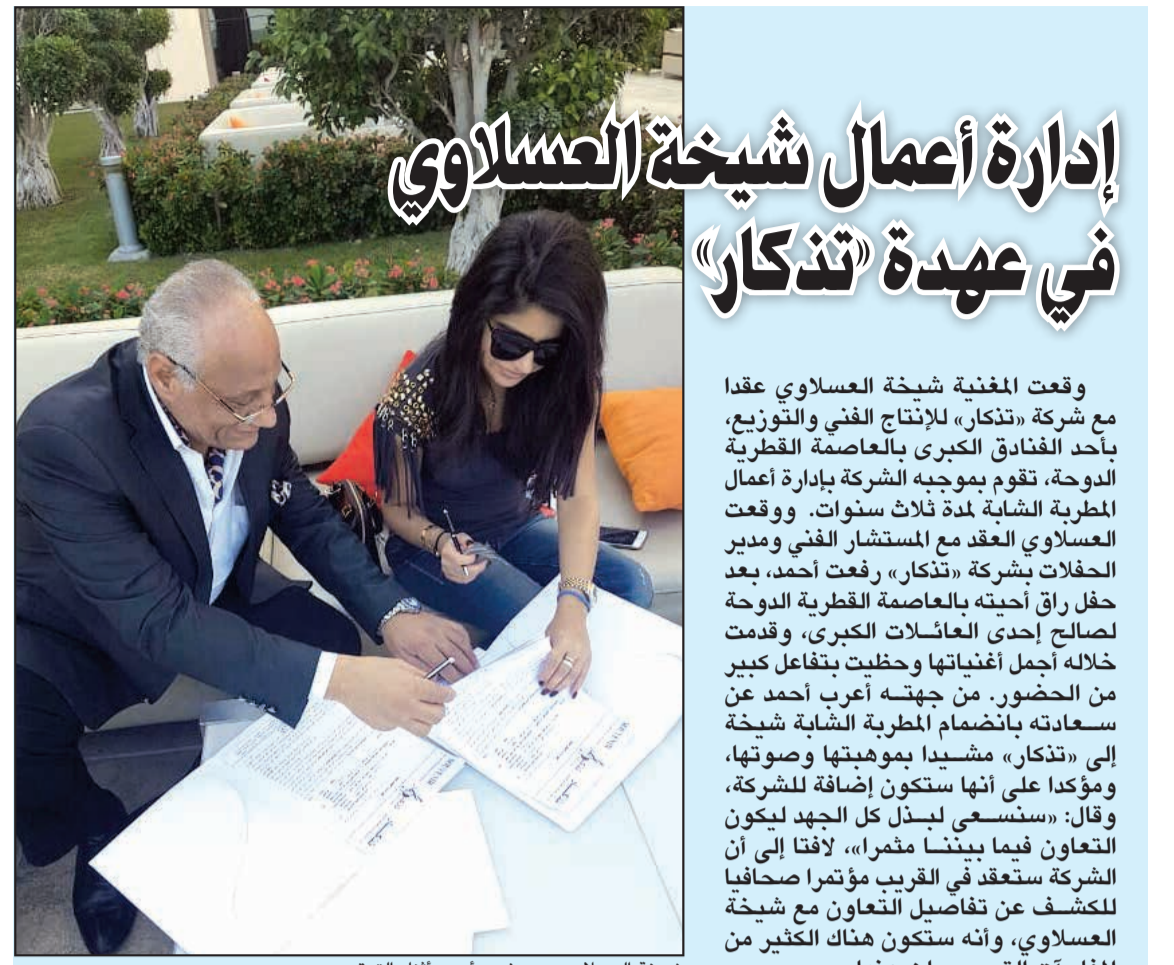 إدارة أعمال شيخة العسلاوي
في عهدة «تذكار»
وقعت المغنية شيخة العسلاوي عقدا
مع شركة «تذكار» للإنتاج الفني والتوزيع،
بأحد الفنادق الكبرى بالعاصمة القطرية
الدوحة، تقوم بموجبه الشركة بإدارة أعمال
المطربة الشابة لمدة ثلاث سنوات. ووقعت
العسلاوي العقد مع المستشار الفني ومدير
الحفلات بشركة «تذكار» رفعت أحمد، بعد
حفل راق أحيته بالعاصمة القطرية الدوحة
لصالح إحدى العائلات الكبرى، وقدمت
خلاله أجمل أغنياتها وحظيت بتفاعل كبير
من الحضور. من جهته أعرب أحمد عن
سعادته بانضمام المطربة الشابة شيخة
إلى «تذكار» مشيدا بموهبتها وصوتها،
ومؤكدا على أنها ستكون إضافة للشركة،
وقال: «سنسعى لبذل كل الجهد ليكون
التعاون فيما بيننا مثمرا»، لافتا إلى أن
الشركة ستعقد في القريب مؤتمرا صحافيا
للكشف عن تفاصيل التعاون مع شيخة
العسلاوي، وأنه ستكون هناك الكثير من